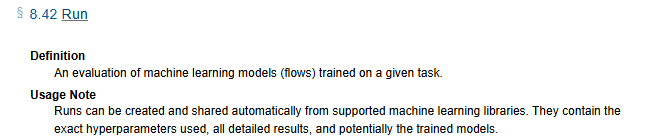 § 8.42 Run
Definition
An evaluation of machine learning models (flows) trained on a given task.
Usage Note
Runs can be created and shared automatically from supported machine learning libraries. They contain the
exact hyperparameters used, all detailed results, and potentially the trained models.